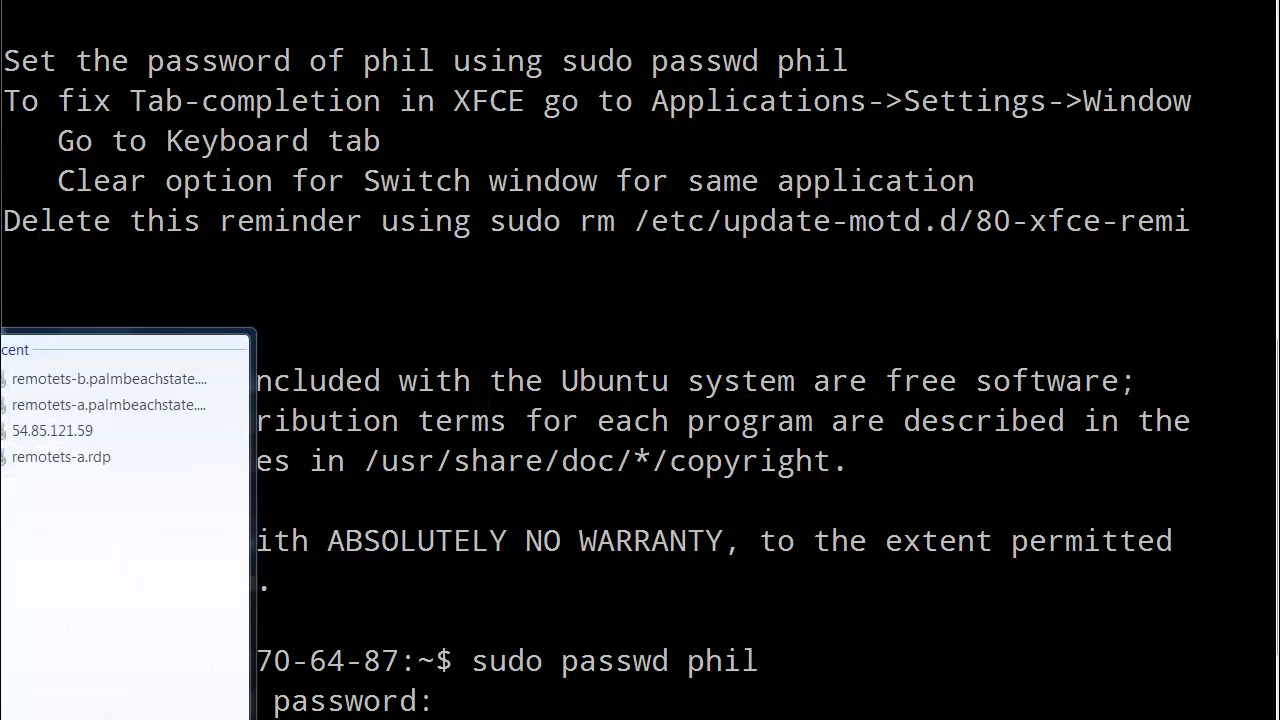 Set the password of phil using sudo passwd phil
To fix Tab-completion in XFCE go to Applications->Settings->Window
Go to Keyboard tab
Clear option for Switch window for same application
Delete this reminder using sudo rm /etc/update-motd.d/80-xfce-remi
cent
remotets-b.palmbeachstate....
remotets-a.palmbeachstate....
54.85.121.59
remotets-a.rdp
ncluded with the Ubuntu system are free software;
ribution terms for each program are described in the
es in /usr/share/doc/*/copyright.
ith ABSOLUTELY NO WARRANTY, to the extent permitted
.
70-64-87:~$ sudo passwd phil
password: